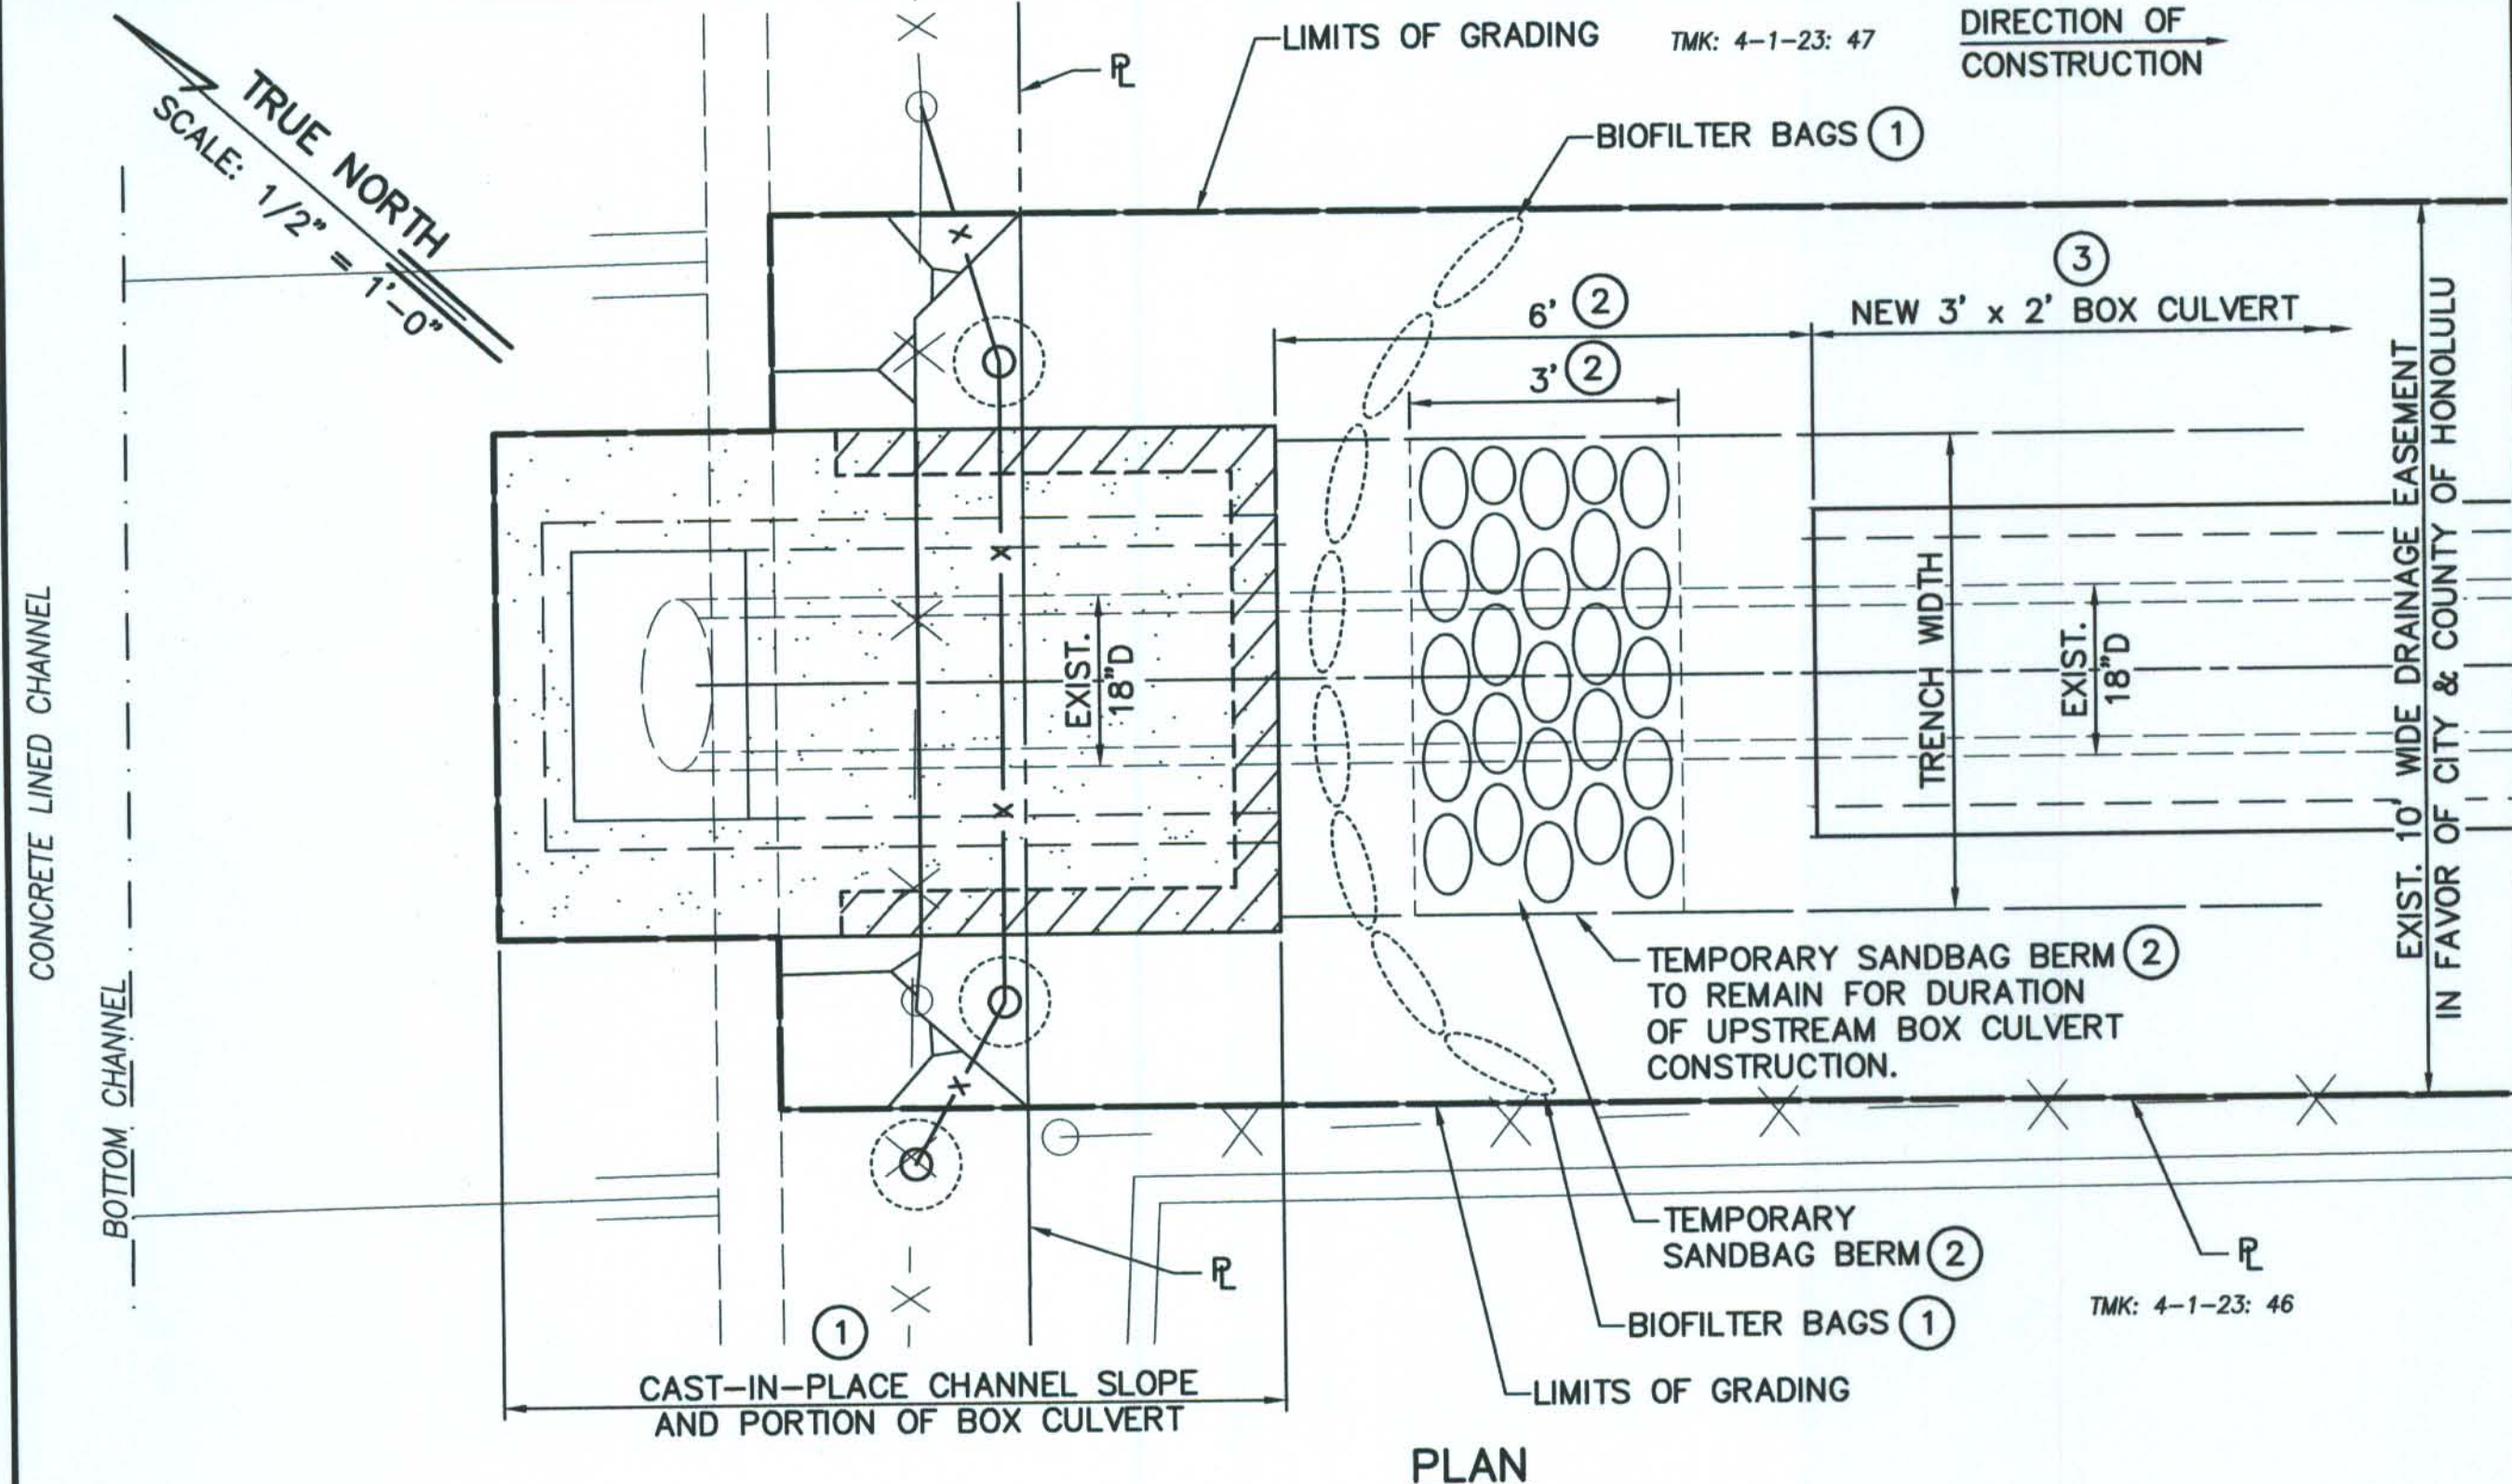 LIMITS OF GRADING
TMK: 4-1-23: 47
DIRECTION OF
CONSTRUCTION
PL
TRUE NORTH
SCALE: 1/2" = 1'-0"
BIOFILTER BAGS 1
3
6' 2
NEW 3' x 2' BOX CULVERT
3' 2
CONCRETE LINED CHANNEL
BOTTOM CHANNEL
EXIST.
18"D
TRENCH WIDTH
EXIST.
18"D
EXIST. 10' WIDE DRAINAGE EASEMENT
IN FAVOR OF CITY & COUNTY OF HONOLULU
TEMPORARY SANDBAG BERM 2
TO REMAIN FOR DURATION
OF UPSTREAM BOX CULVERT
CONSTRUCTION.
TEMPORARY
SANDBAG BERM 2
PL
PL
TMK: 4-1-23: 46
BIOFILTER BAGS 1
1
CAST-IN-PLACE CHANNEL SLOPE
AND PORTION OF BOX CULVERT
LIMITS OF GRADING
PLAN